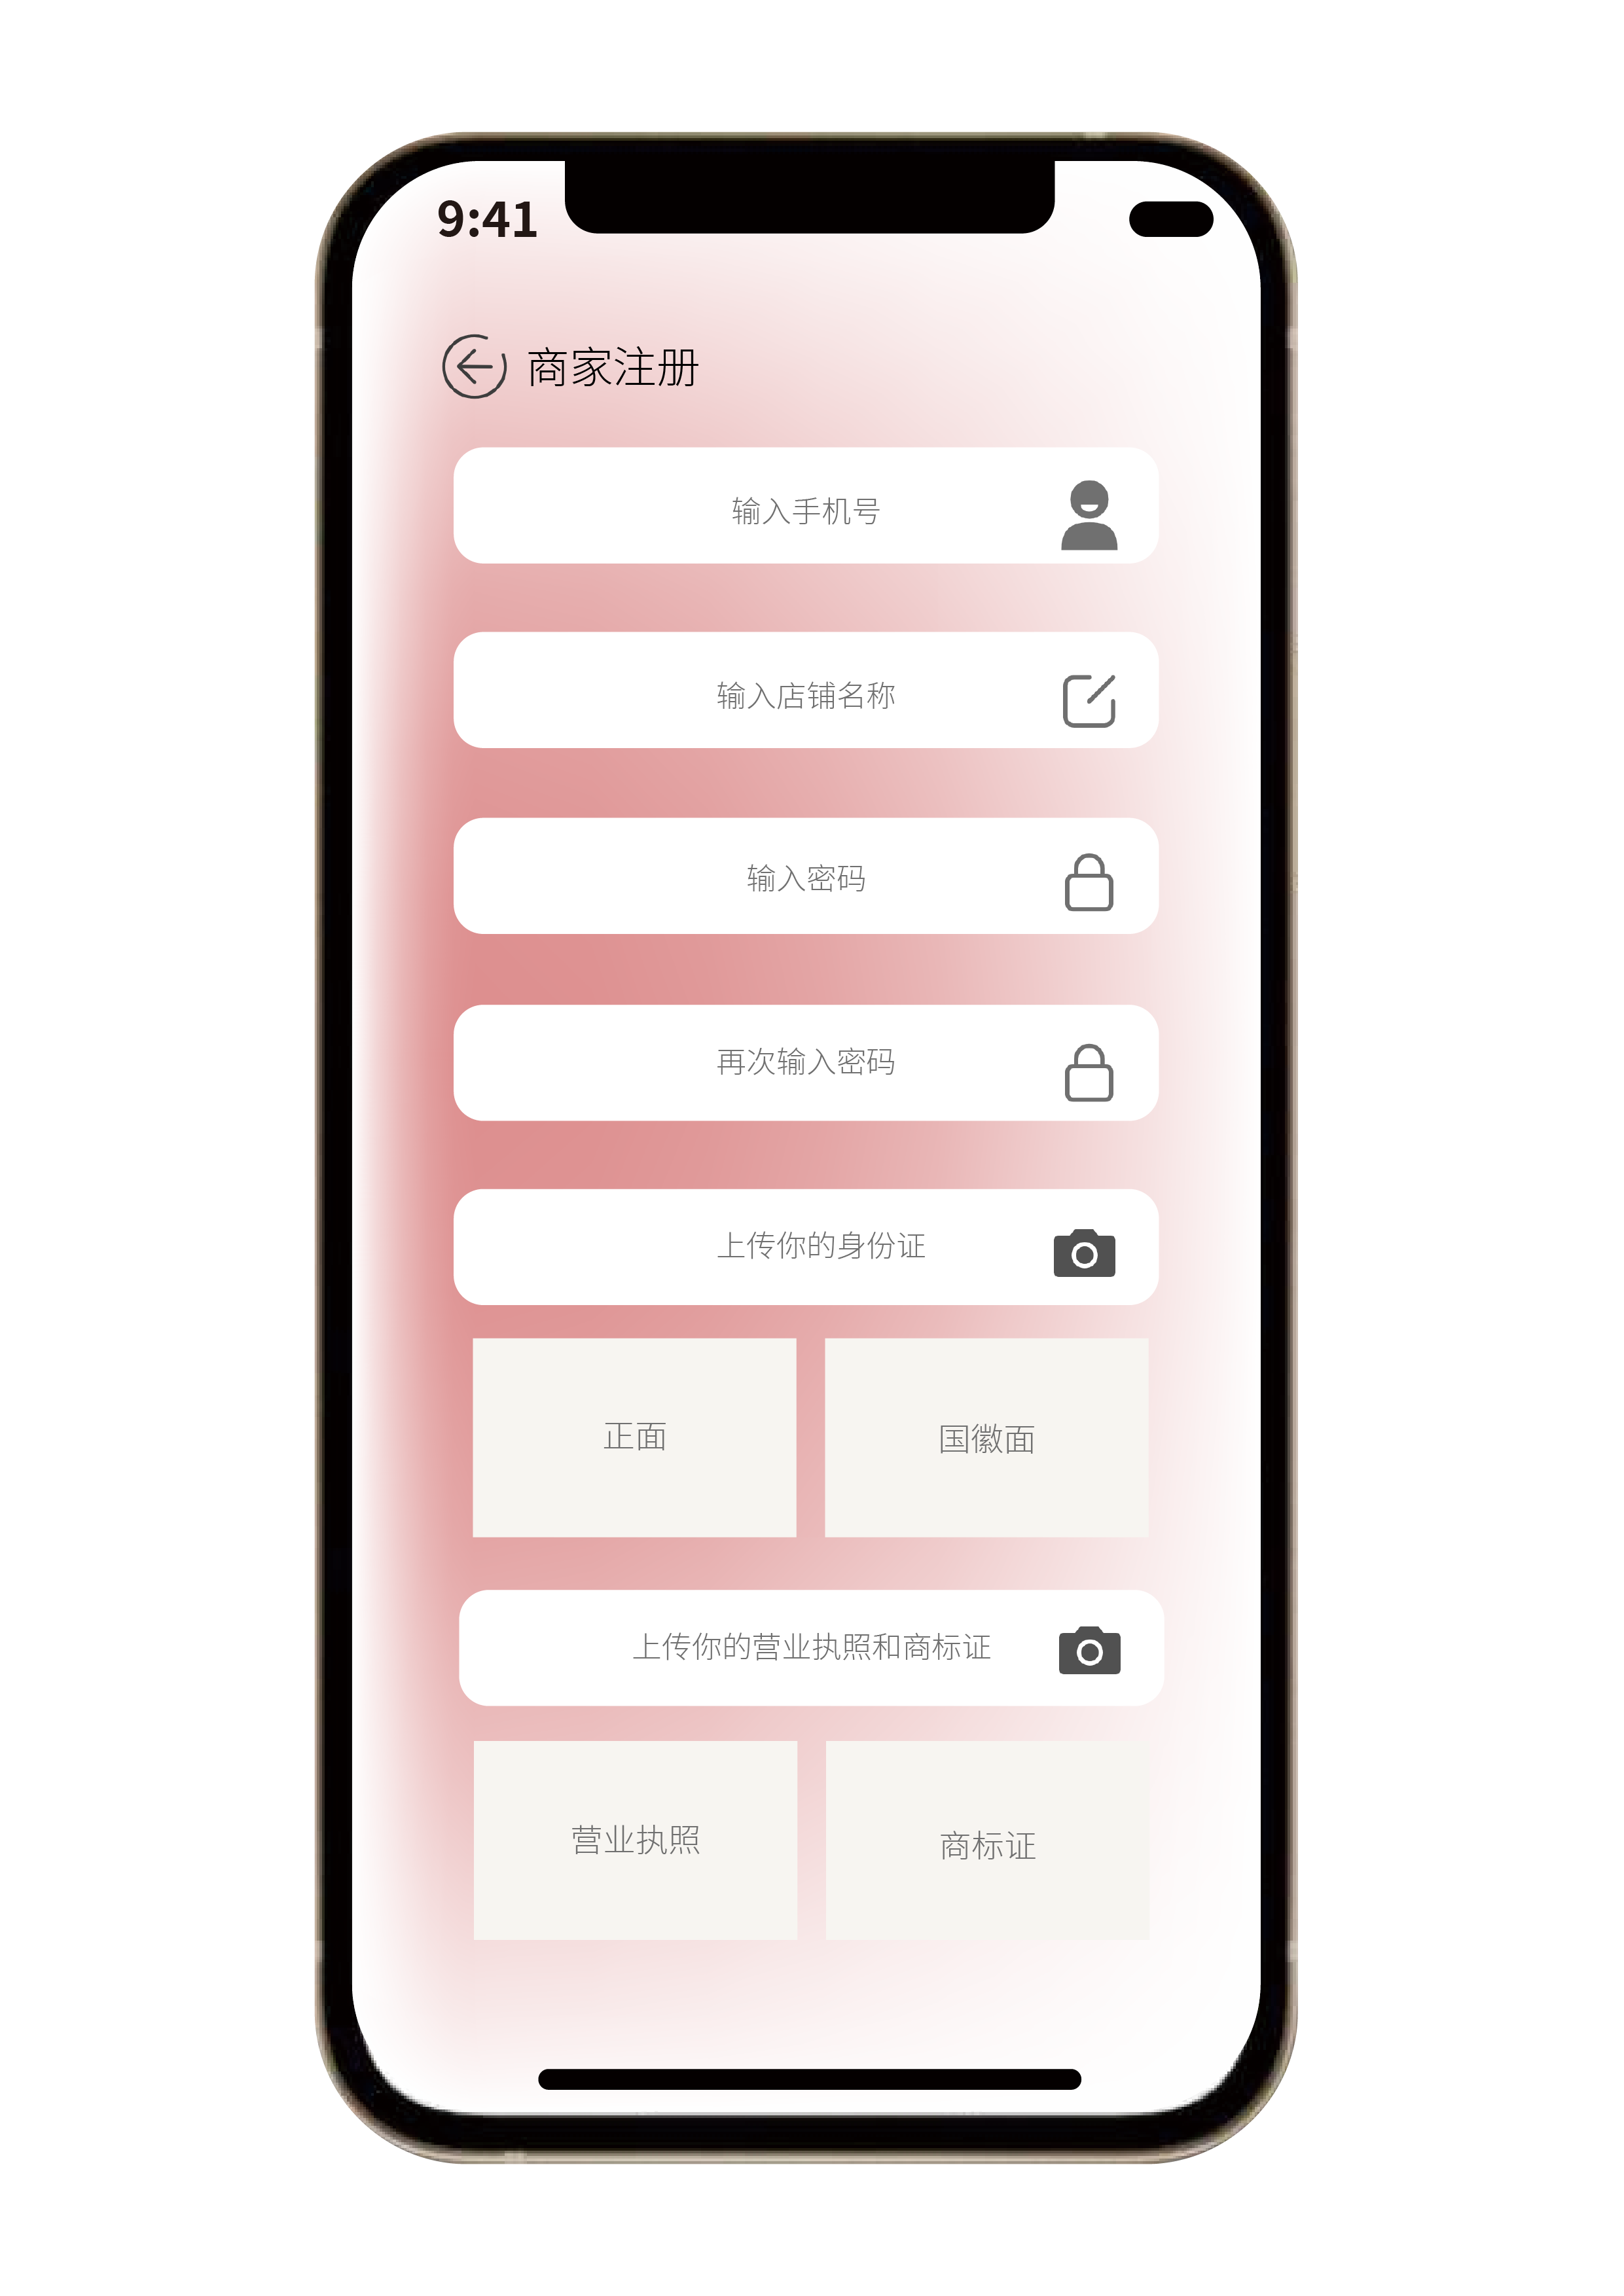 9:41
商家注册
输入手机号
输入店铺名称
输入密码
再次输入密码
上传你的身份证
正面
国徽面
上传你的营业执照和商标证
营业执照
商标证